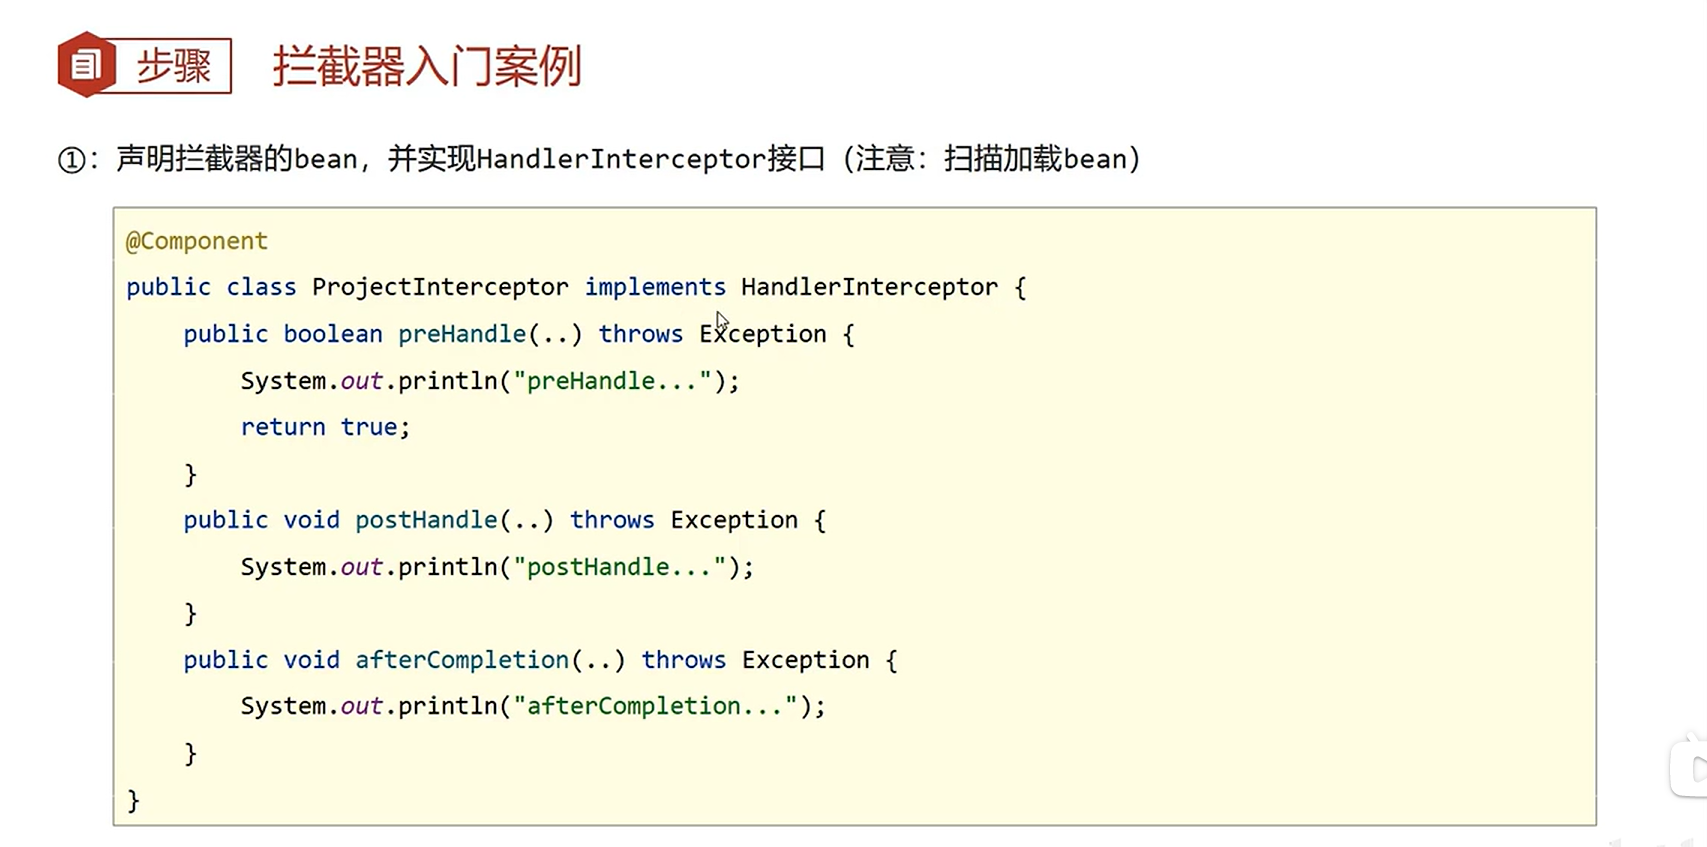 步骤 拦截器入门案例
①：声明拦截器的bean，并实现HandlerInterceptor接口（注意：扫描加载bean）
@Component
public class ProjectInterceptor implements HandlerInterceptor {
    public boolean preHandle(..) throws Exception {
        System.out.println("preHandle...");
        return true;
    }
    public void postHandle(..) throws Exception {
        System.out.println("postHandle...");
    }
    public void afterCompletion(..) throws Exception {
        System.out.println("afterCompletion...");
    }
}